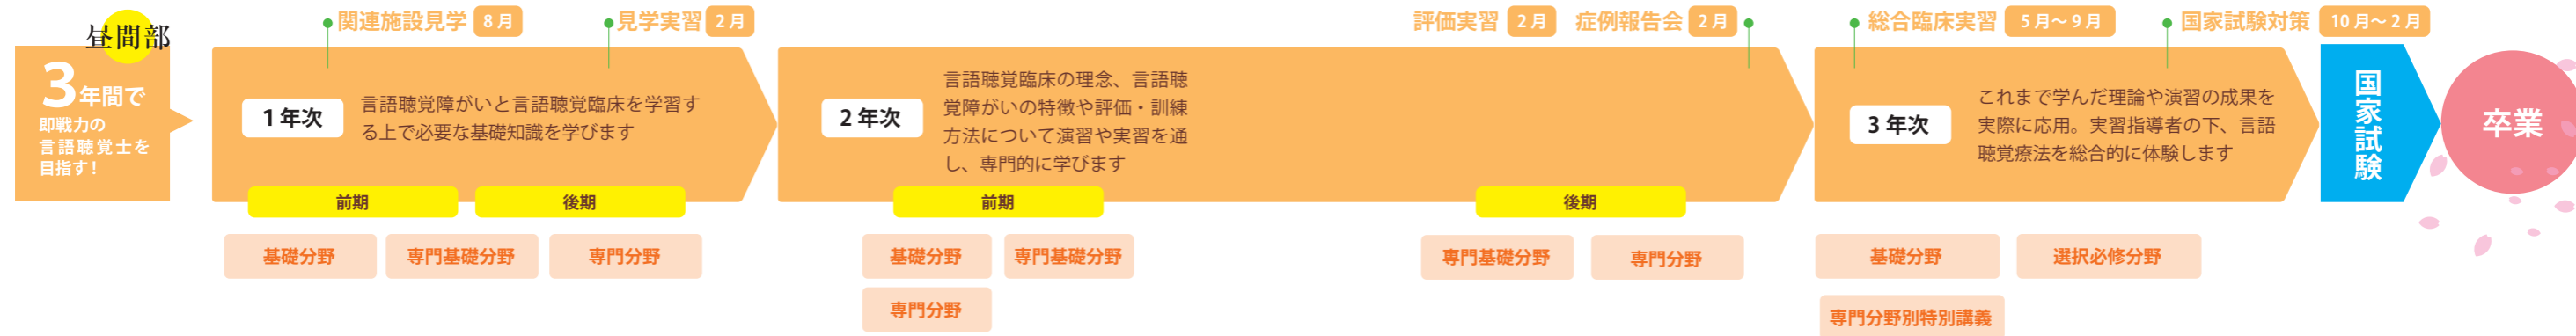 昼間部
3年間で
即戦力の
言語聴覚士を
目指す!
関連施設見学 8月
見学実習 2月
1年次
言語聴覚障がいと言語聴覚臨床を学習す
る上で必要な基礎知識を学びます
前期
後期
基礎分野
専門基礎分野
専門分野
評価実習 2月
症例報告会 2月
2年次
言語聴覚臨床の理念、言語聴
覚障がいの特徴や評価・訓練
方法について演習や実習を通
し、専門的に学びます
前期
後期
基礎分野
専門基礎分野
専門分野
専門基礎分野
専門分野
総合臨床実習 5月~9月
国家試験対策 10月~2月
3年次
これまで学んだ理論や演習の成果を
実際に応用。実習指導者の下、言語
聴覚療法を総合的に体験します
基礎分野
選択必修分野
専門分野別特別講義
国家試験
卒業